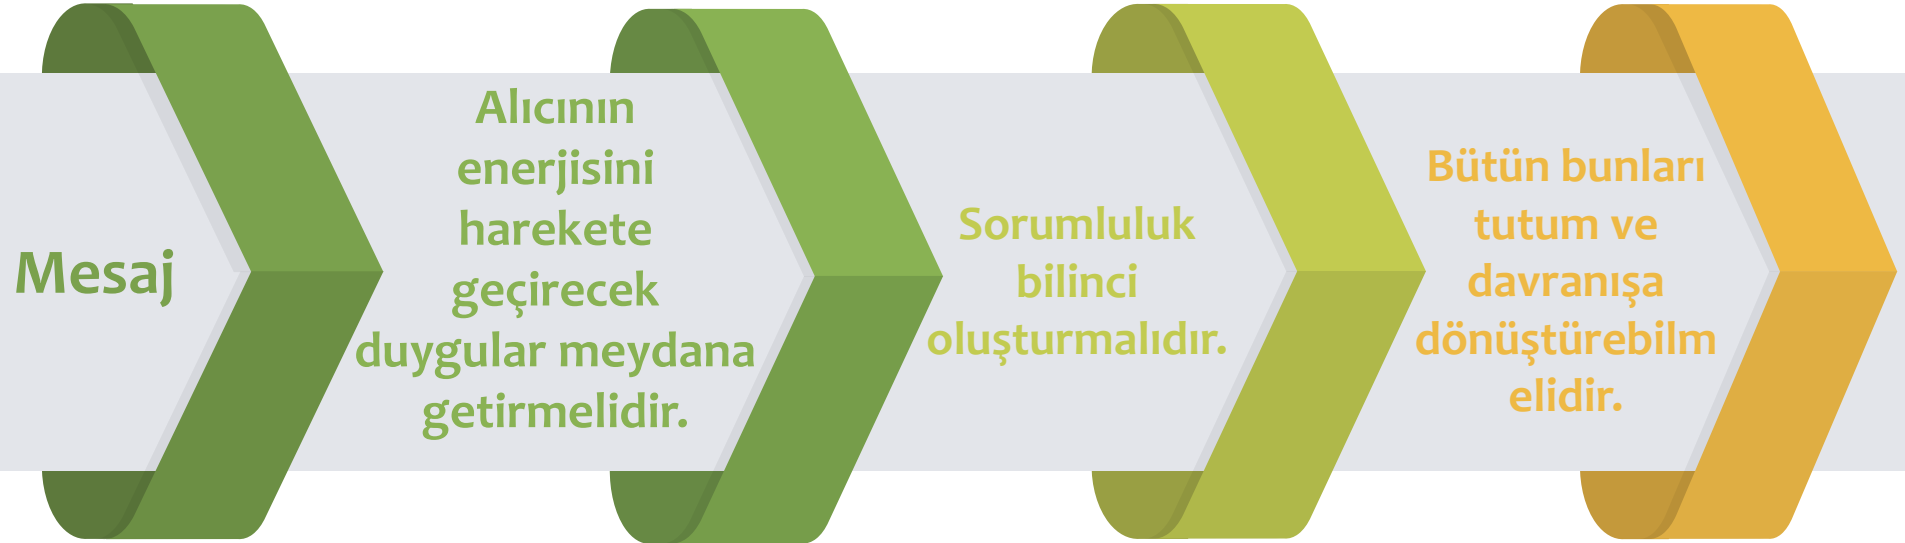 Mesaj
Alıcının
enerjisini
harekete
geçirecek
duygular meydana
getirmelidir.
Sorumluluk
bilinci
oluşturmalıdır.
Bütün bunları
tutum ve
davranışa
dönüştürebilm
elidir.